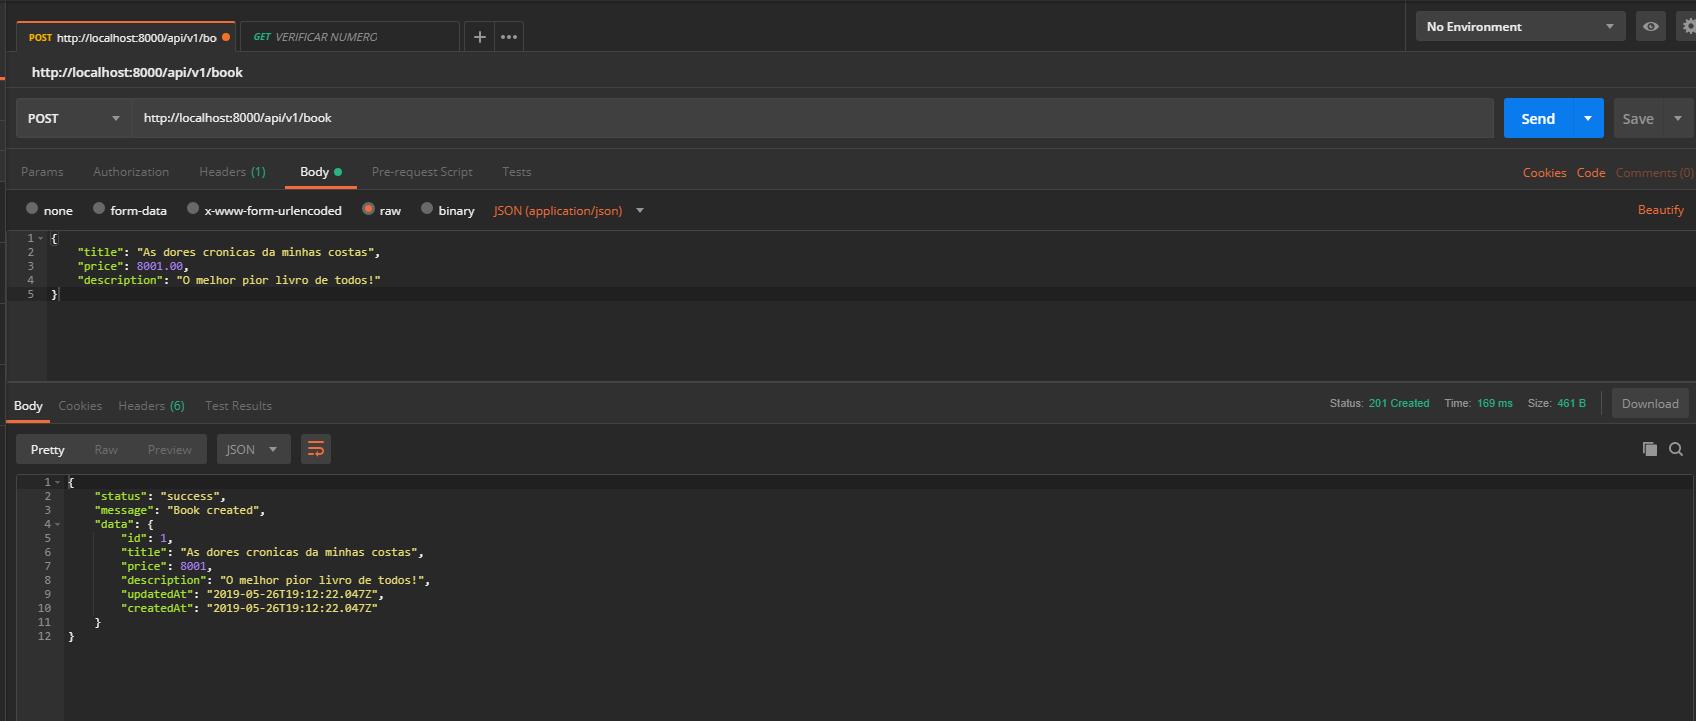 POST http://localhost:8000/api/v1/bo GET VERIFICAR NUMERO + ••• No Environment
http://localhost:8000/api/v1/book
POST http://localhost:8000/api/v1/book Send Save
Params Authorization Headers (1) Body Pre-request Script Tests Cookies Code Comments (0)
none form-data x-www-form-urlencoded raw binary JSON (application/json) Beautify
1 {
2 "title": "As dores cronicas da minhas costas",
3 "price": 8001.00,
4 "description": "O melhor pior livro de todos!"
5 }
Body Cookies Headers (6) Test Results Status: 201 Created Time: 169 ms Size: 461 B Download
Pretty Raw Preview JSON
1 {
2 "status": "success",
3 "message": "Book created",
4 "data": {
5 "id": 1,
6 "title": "As dores cronicas da minhas costas",
7 "price": 8001,
8 "description": "O melhor pior livro de todos!",
9 "updatedAt": "2019-05-26T19:12:22.047Z",
10 "createdAt": "2019-05-26T19:12:22.047Z"
11 }
12 }